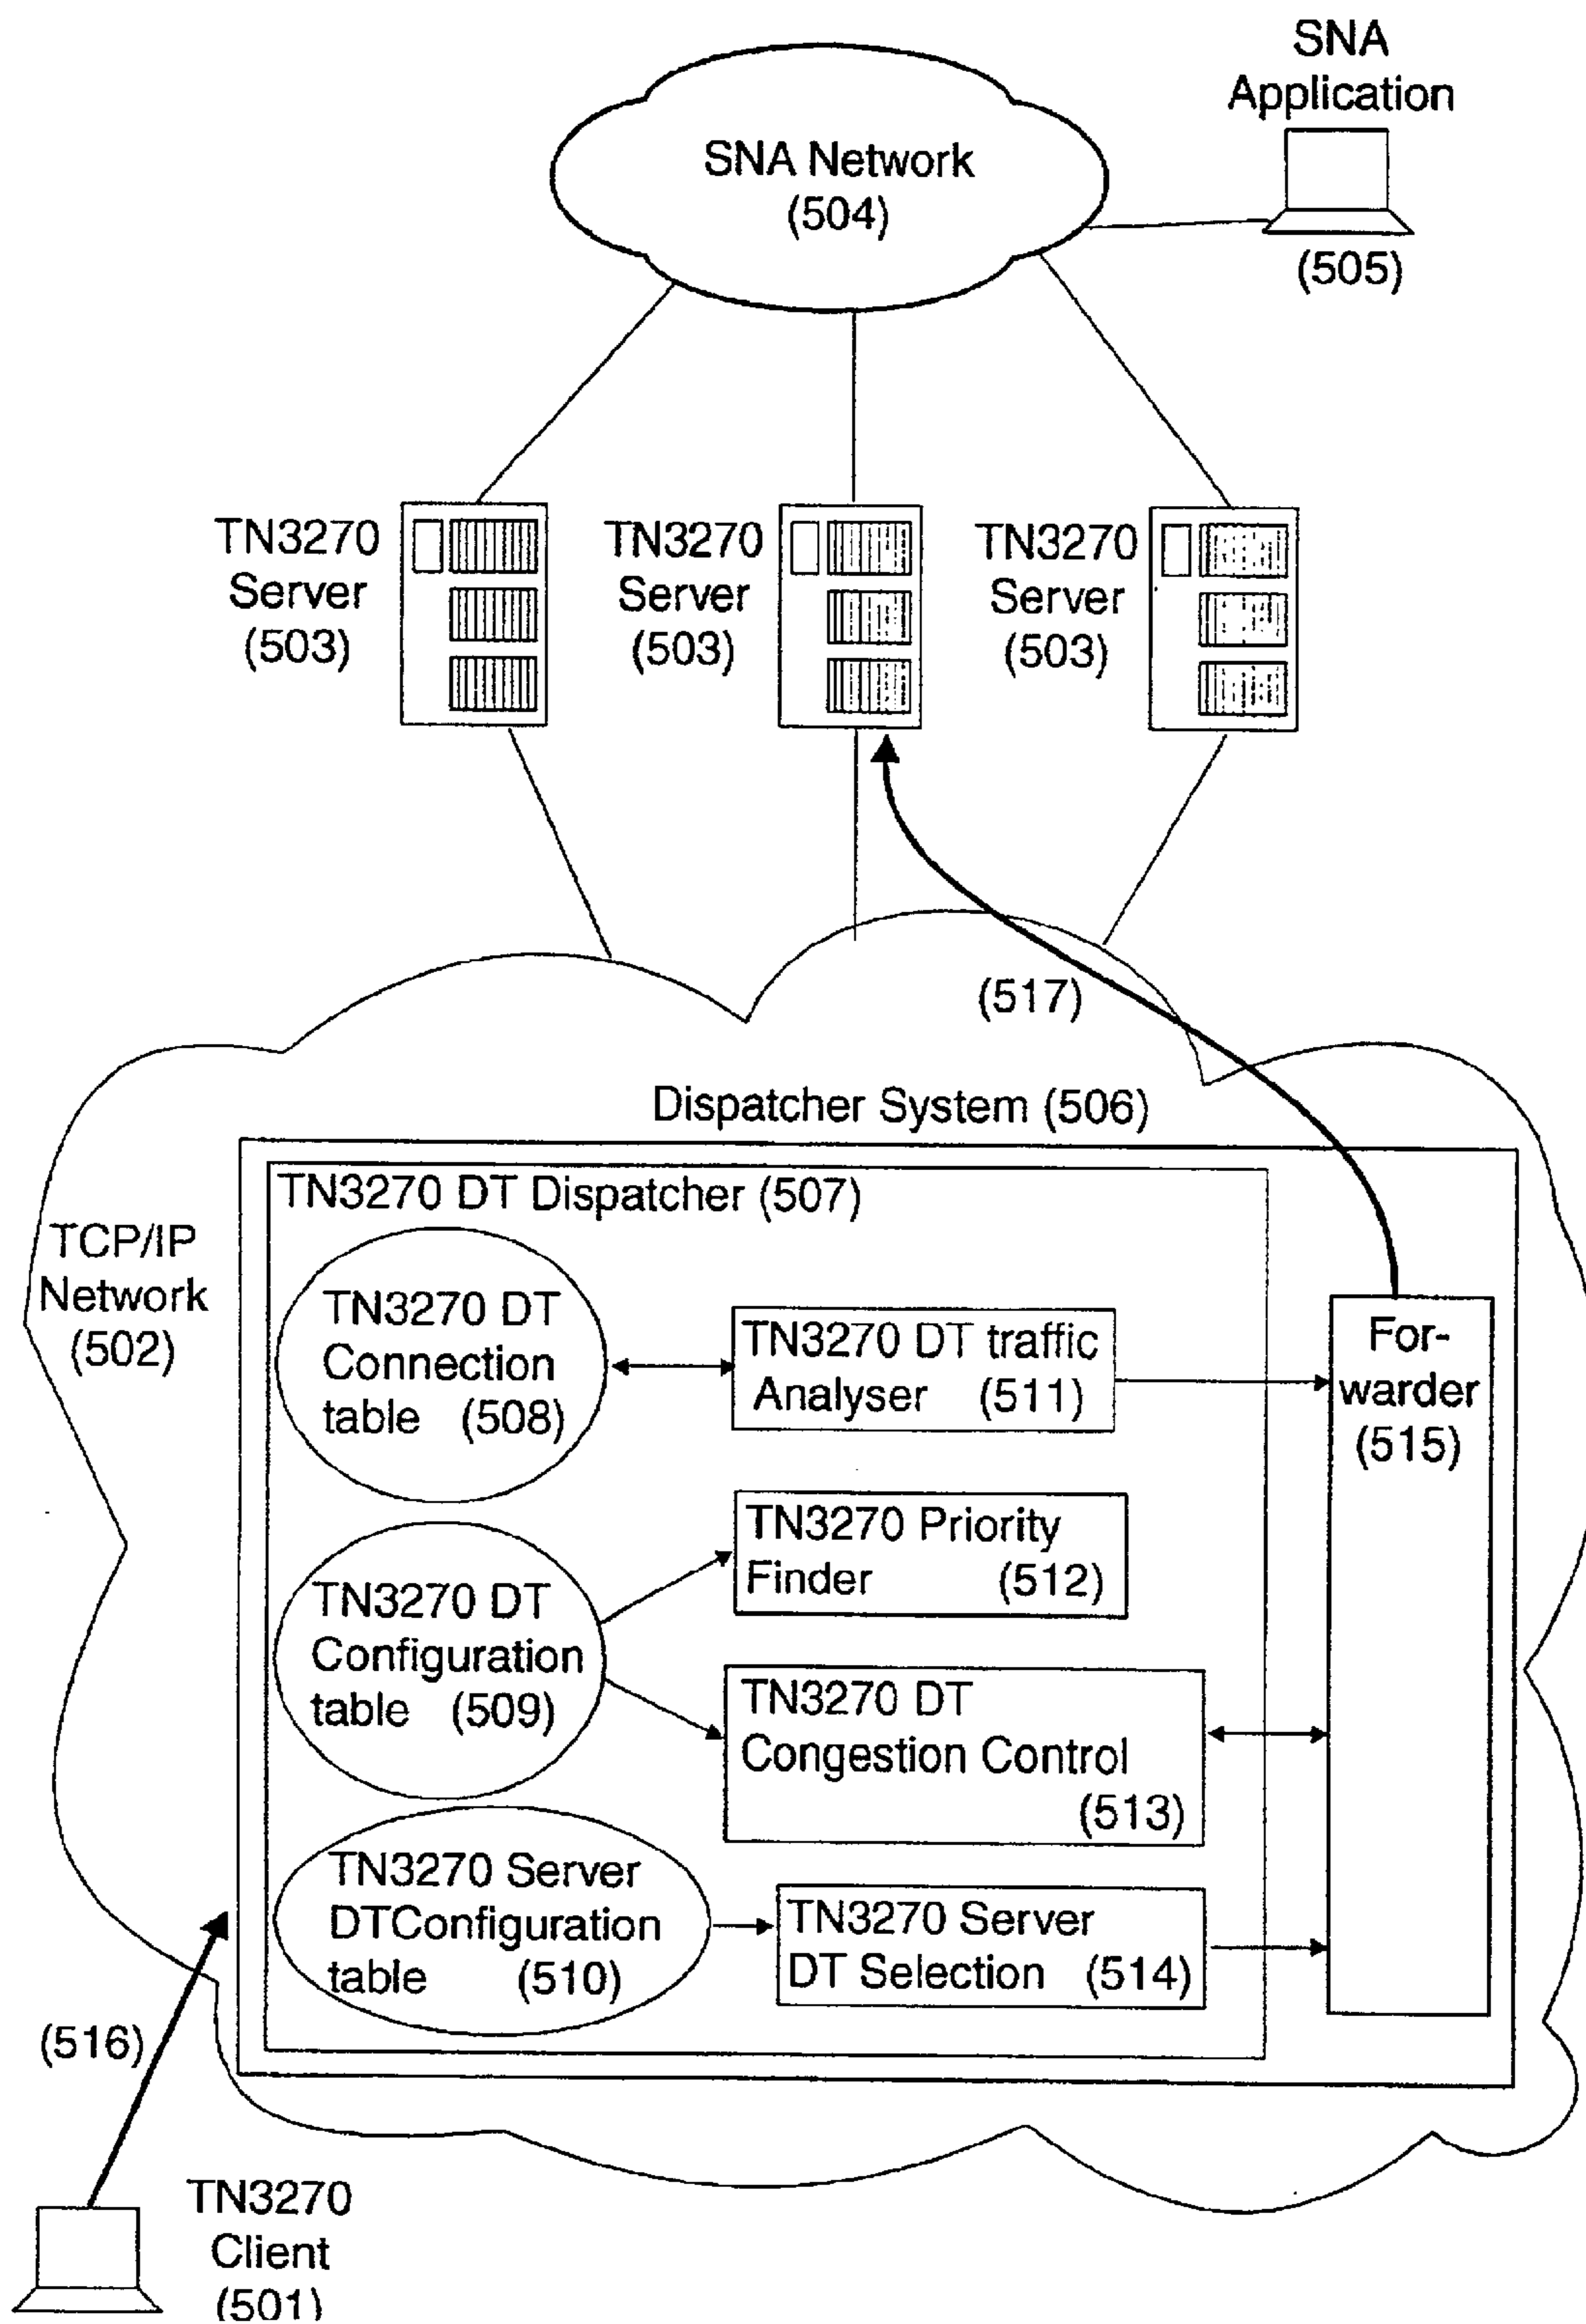 SNA
Application
(505)
SNA Network
(504)
TN3270
Server
(503)
TN3270
Server
(503)
TN3270
Server
(503)
(517)
Dispatcher System (506)
TN3270 DT Dispatcher (507)
TCP/IP
Network
(502)
TN3270 DT
Connection
table (508)
TN3270 DT traffic
Analyser (511)
For-
warder
(515)
TN3270 Priority
Finder (512)
TN3270 DT
Configuration
table (509)
TN3270 DT
Congestion Control
(513)
TN3270 Server
DTConfiguration
table (510)
TN3270 Server
DT Selection (514)
(516)
TN3270
Client
(501)